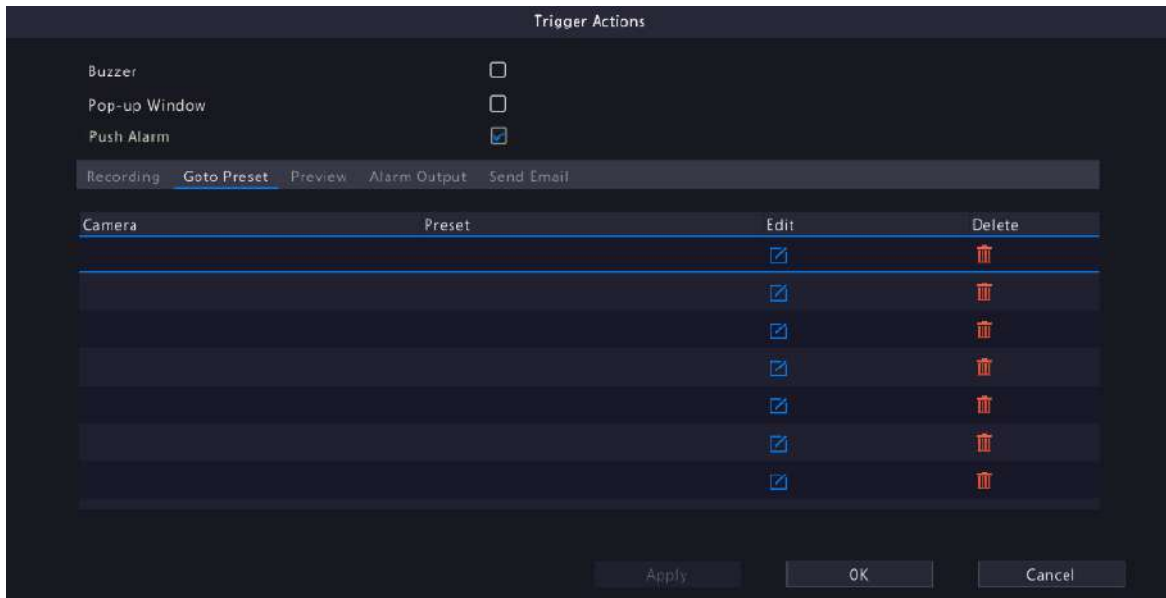 Trigger Actions
Buzzer
Pop-up Window
Push Alarm
Recording Goto Preset Preview Alarm Output Send Email
Camera Preset Edit Delete
Apply OK Cancel